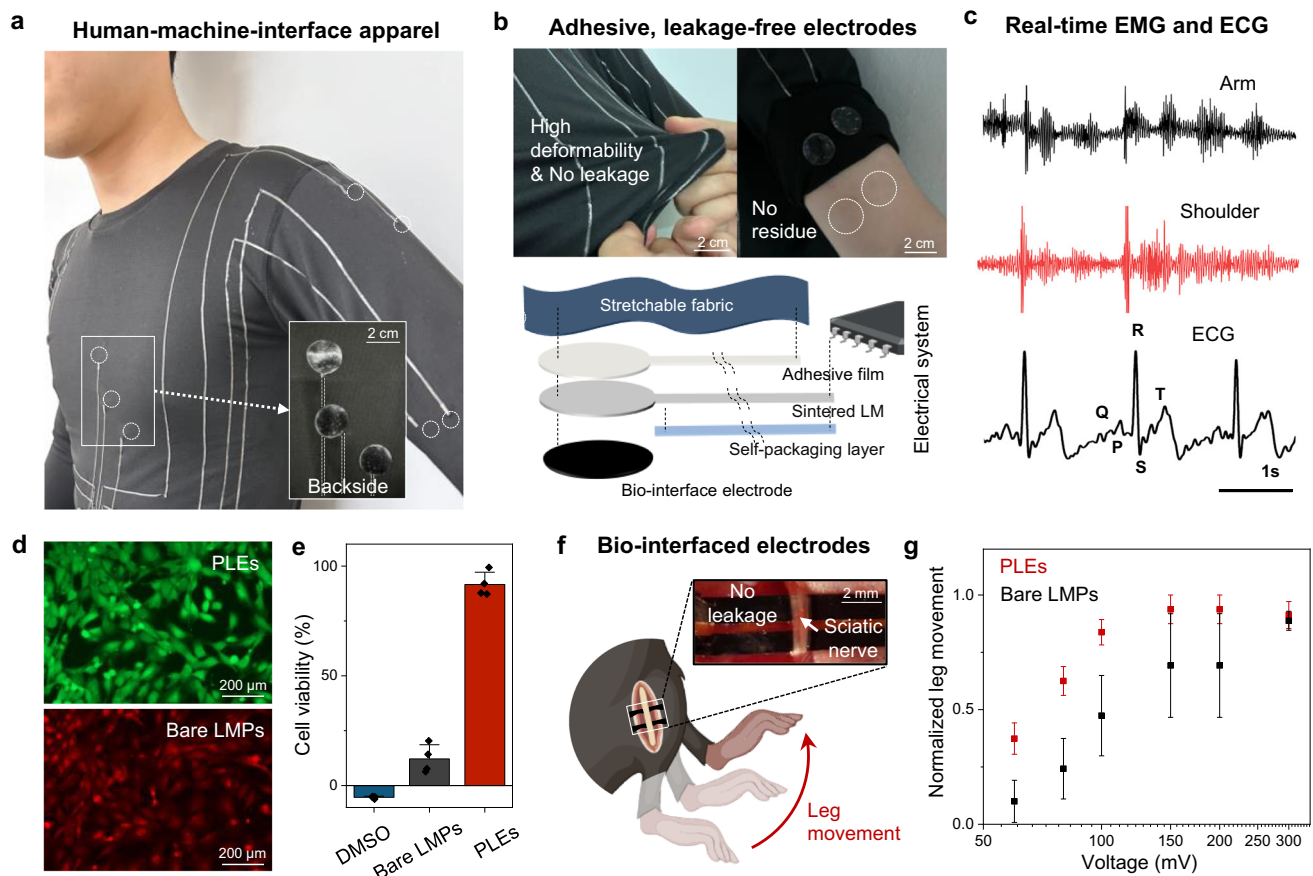 a
Human-machine-interface apparel
2 cm
Backside
b
Adhesive, leakage-free electrodes
High
deformability
& No leakage
2 cm
No
residue
2 cm
Stretchable fabric
Adhesive film
Sintered LM
Self-packaging layer
Bio-interface electrode
Electrical system
c
Real-time EMG and ECG
Arm
Shoulder
ECG
R
Q
T
P
S
1s
d
PLEs
200 µm
Bare LMPs
200 µm
e
Cell viability (%)
100
50
0
DMSO
Bare LMPs
PLEs
f
Bio-interfaced electrodes
No
leakage
2 mm
Sciatic
nerve
Leg
movement
g
PLEs
Bare LMPs
Normalized leg movement
1.0
0.5
0.0
50
100
150
200
250
300
Voltage (mV)